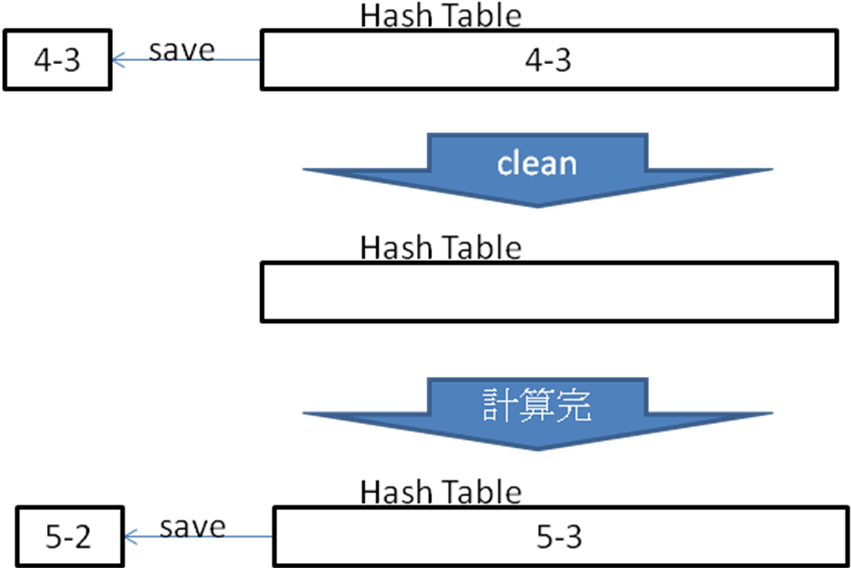 Hash Table
4-3
save
4-3
clean
Hash Table
計算完
Hash Table
5-2
save
5-3